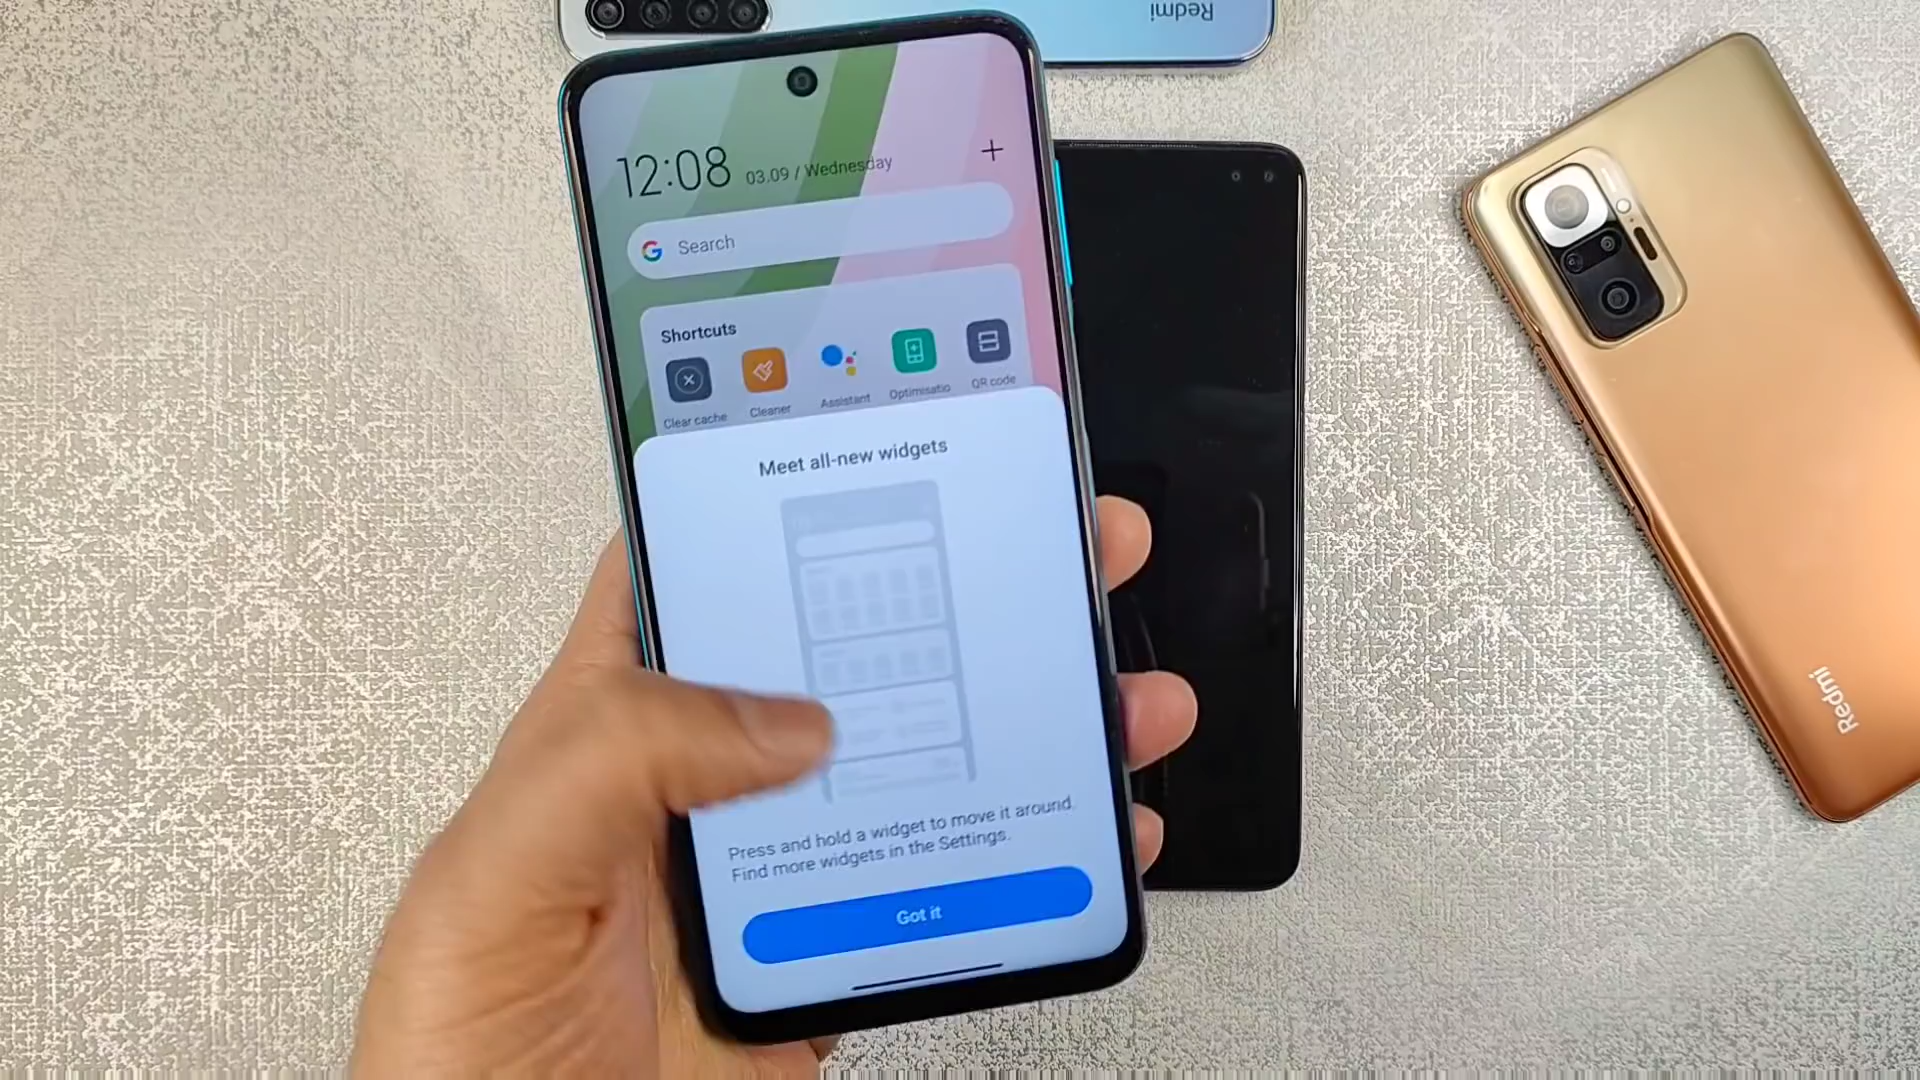 Redmi
12:08 03.09 / Wednesday
Search
Shortcuts
Clear cache Cleaner Assistant Optimisatio QR code
Meet all-new widgets
Press and hold a widget to move it around.
Find more widgets in the Settings.
Got it
Redmi